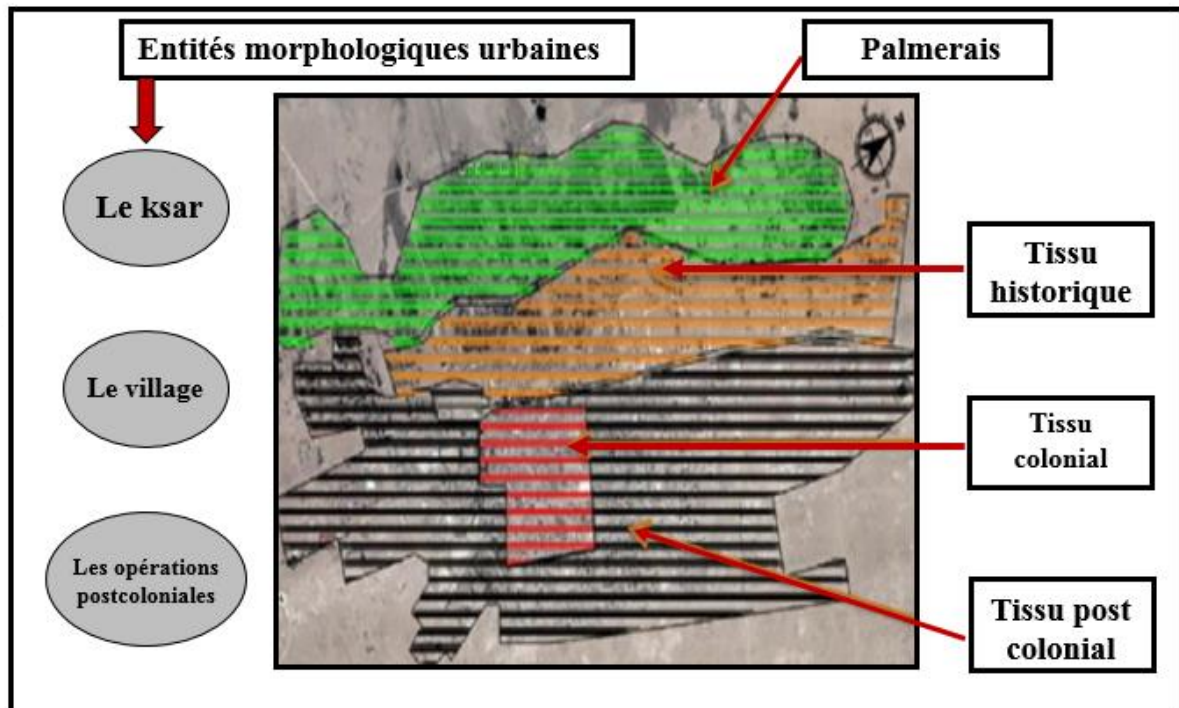 Entités morphologiques urbaines
Palmerais
Le ksar
Tissu
historique
Le village
Tissu
colonial
Les opérations
postcoloniales
Tissu post
colonial